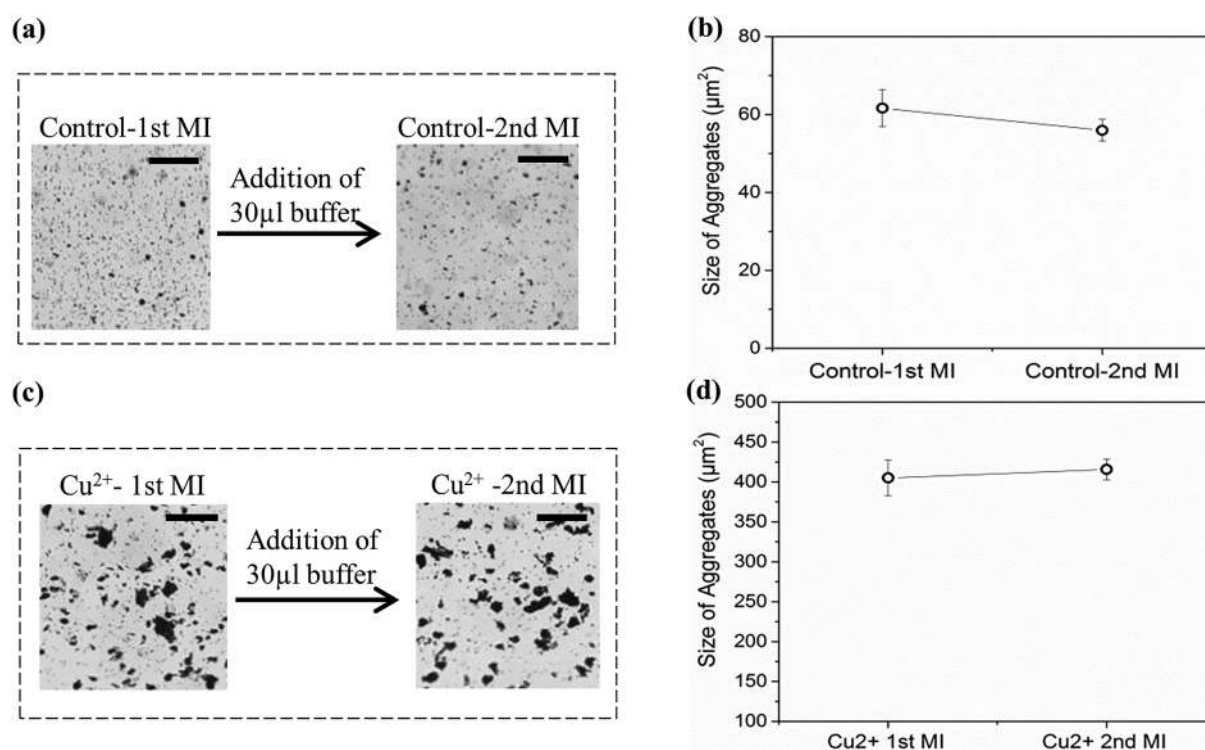 (a)
Control-1st MI
Addition of
30µl buffer
Control-2nd MI
(b)
Size of Aggregates (µm²)
80
60
40
20
0
Control-1st MI
Control-2nd MI
(c)
Cu²⁺- 1st MI
Addition of
30µl buffer
Cu²⁺ -2nd MI
(d)
Size of Aggregates (µm²)
500
450
400
350
300
250
200
150
100
Cu2+ 1st MI
Cu2+ 2nd MI